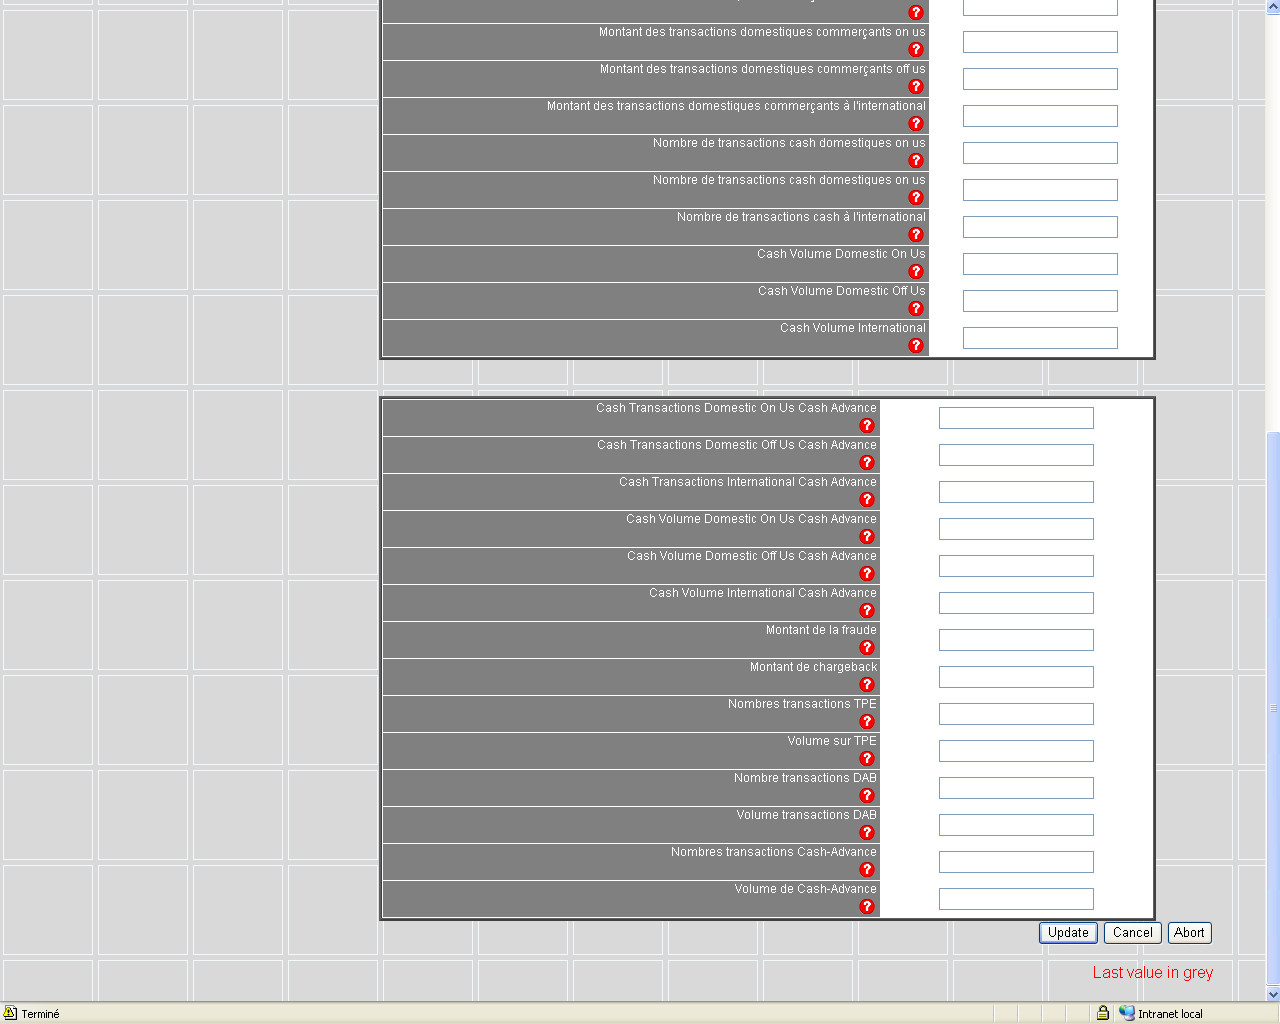 Montant des transactions domestiques commerçants on us
Montant des transactions domestiques commerçants off us
Montant des transactions domestiques commerçants à l'international
Nombre de transactions cash domestiques on us
Nombre de transactions cash domestiques on us
Nombre de transactions cash à l'international
Cash Volume Domestic On Us
Cash Volume Domestic Off Us
Cash Volume International
Cash Transactions Domestic On Us Cash Advance
Cash Transactions Domestic Off Us Cash Advance
Cash Transactions International Cash Advance
Cash Volume Domestic On Us Cash Advance
Cash Volume Domestic Off Us Cash Advance
Cash Volume International Cash Advance
Montant de la fraude
Montant de chargeback
Nombres transactions TPE
Volume sur TPE
Nombre transactions DAB
Volume transactions DAB
Nombres transactions Cash-Advance
Volume de Cash-Advance
Update Cancel Abort
Last value in grey
Terminé Intranet local